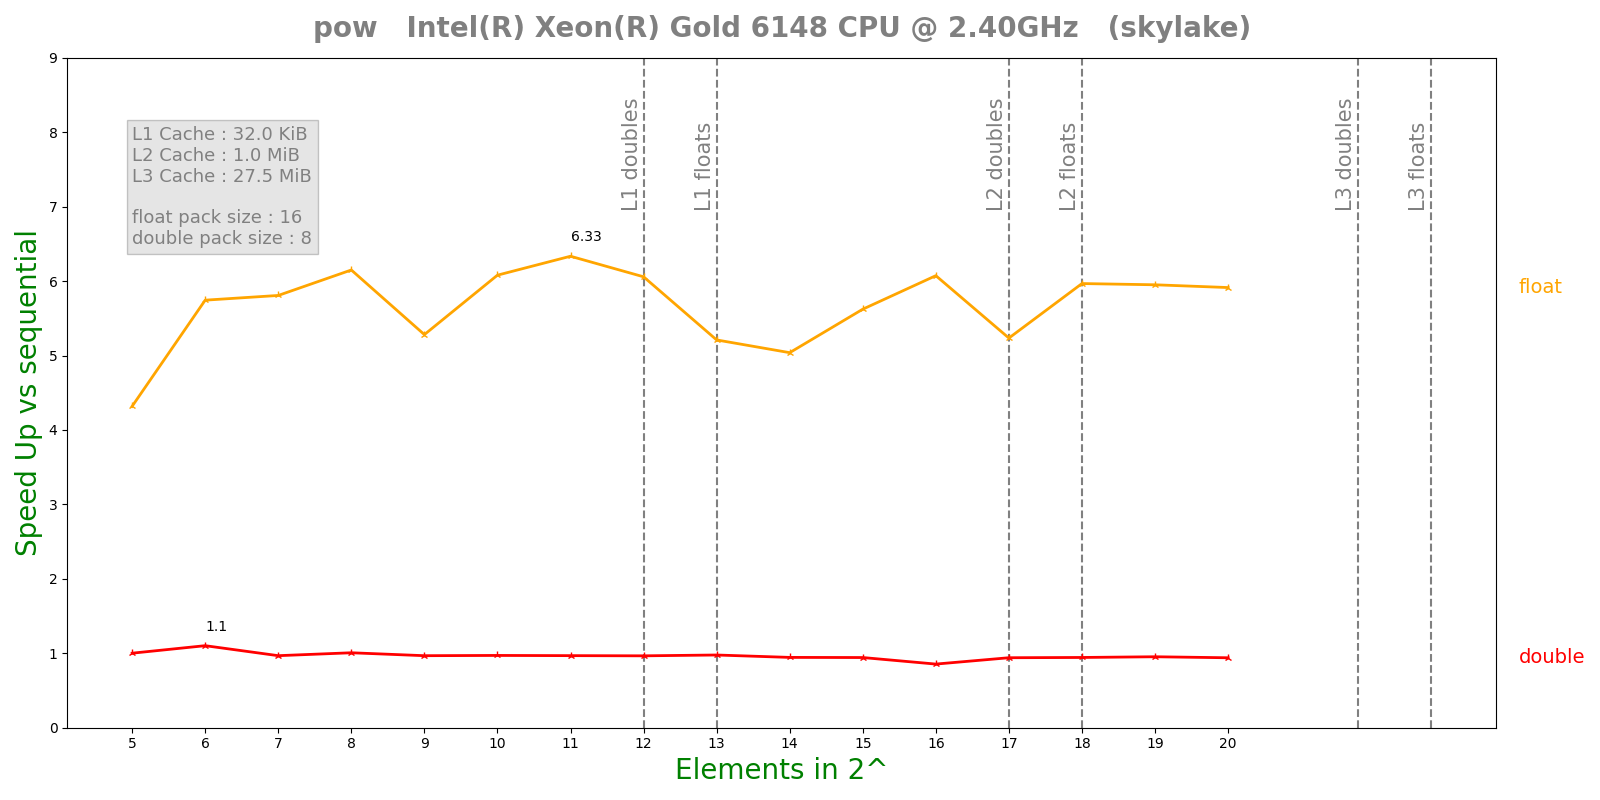 pow   Intel(R) Xeon(R) Gold 6148 CPU @ 2.40GHz   (skylake)
9
8
7
6
5
4
3
2
1
0
Speed Up vs sequential
L1 Cache : 32.0 KiB
L2 Cache : 1.0 MiB
L3 Cache : 27.5 MiB
float pack size : 16
double pack size : 8
6.33
1.1
L1 doubles
L1 floats
L2 doubles
L2 floats
L3 doubles
L3 floats
float
double
5 6 7 8 9 10 11 12 13 14 15 16 17 18 19 20
Elements in 2^